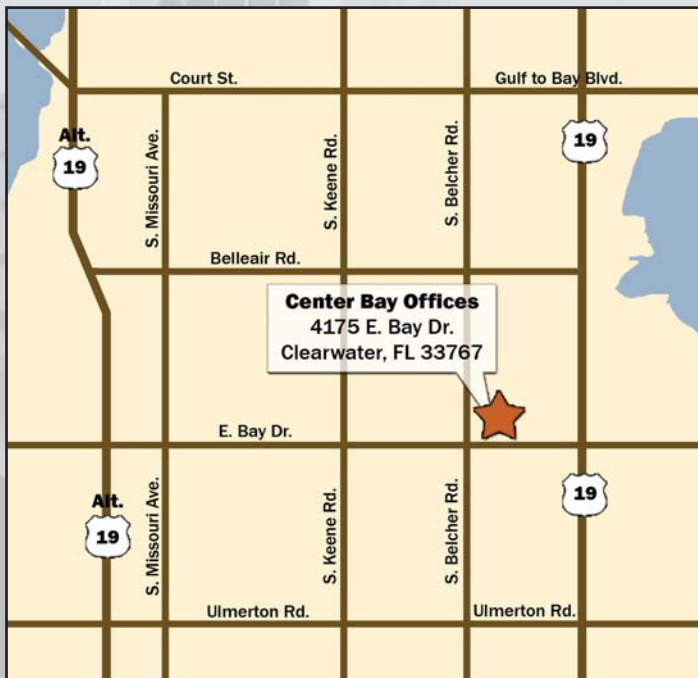 Court St.
Gulf to Bay Blvd.
Alt.
19
19
S. Missouri Ave.
S. Keene Rd.
S. Belcher Rd.
Belleair Rd.
Center Bay Offices
4175 E. Bay Dr.
Clearwater, FL 33767
E. Bay Dr.
Alt.
19
19
S. Missouri Ave.
S. Keene Rd.
S. Belcher Rd.
Ulmerton Rd.
Ulmerton Rd.